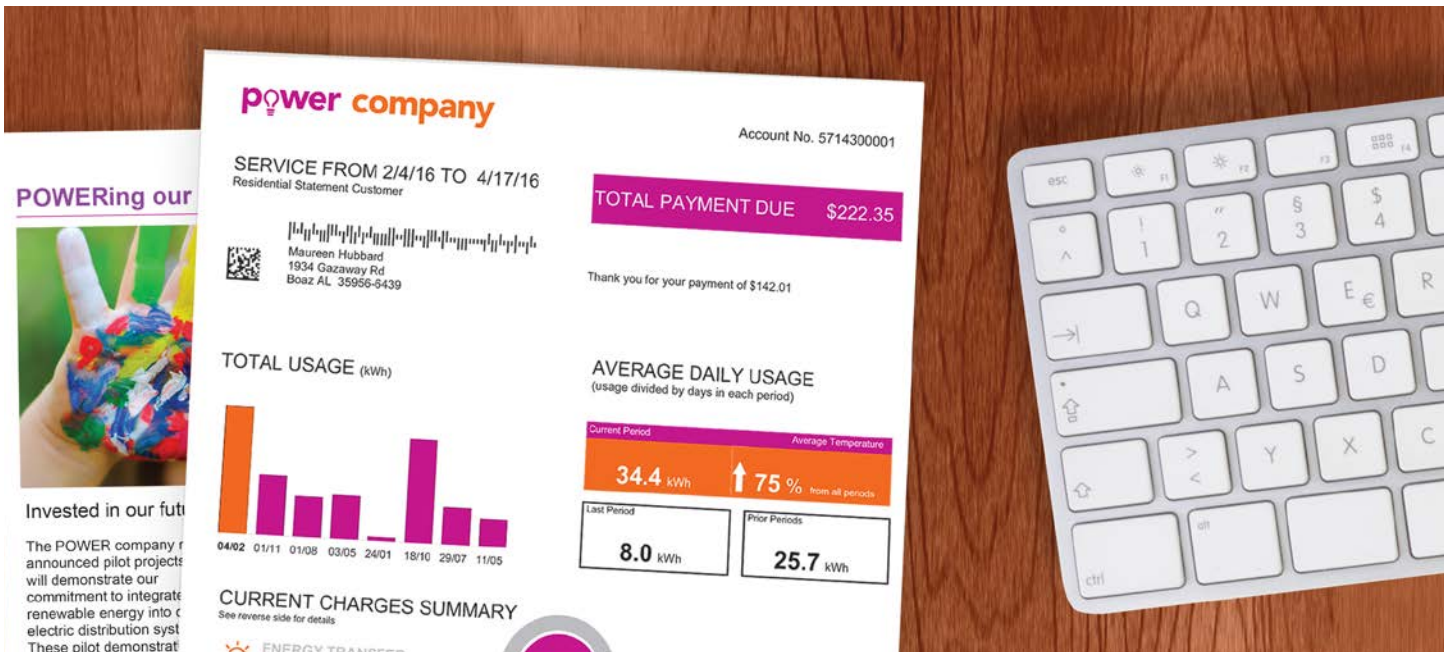 POWERing our
Invested in our futu
The POWER company
announced pilot projects
will demonstrate our
commitment to integrate
renewable energy into
electric distribution syst
These pilot demonstrati
power company
Account No. 5714300001
SERVICE FROM 2/4/16 TO 4/17/16
Residential Statement Customer
TOTAL PAYMENT DUE $222.35
Maureen Hubbard
1934 Gazaway Rd
Boaz AL 35956-6439
Thank you for your payment of $142.01
TOTAL USAGE (kWh)
04/02 01/11 01/08 03/05 24/01 18/10 29/07 11/05
AVERAGE DAILY USAGE
(usage divided by days in each period)
Current Period Average Temperature
34.4 kWh 75 % from all periods
Last Period Prior Periods
8.0 kWh 25.7 kWh
CURRENT CHARGES SUMMARY
See reverse side for details
ENERGY TRANSFER
esc F1 F2 F3 F4
° ! " § $
^ 1 2 3 4
Q W E € R
A S D
> Y X C
<
alt
ctrl